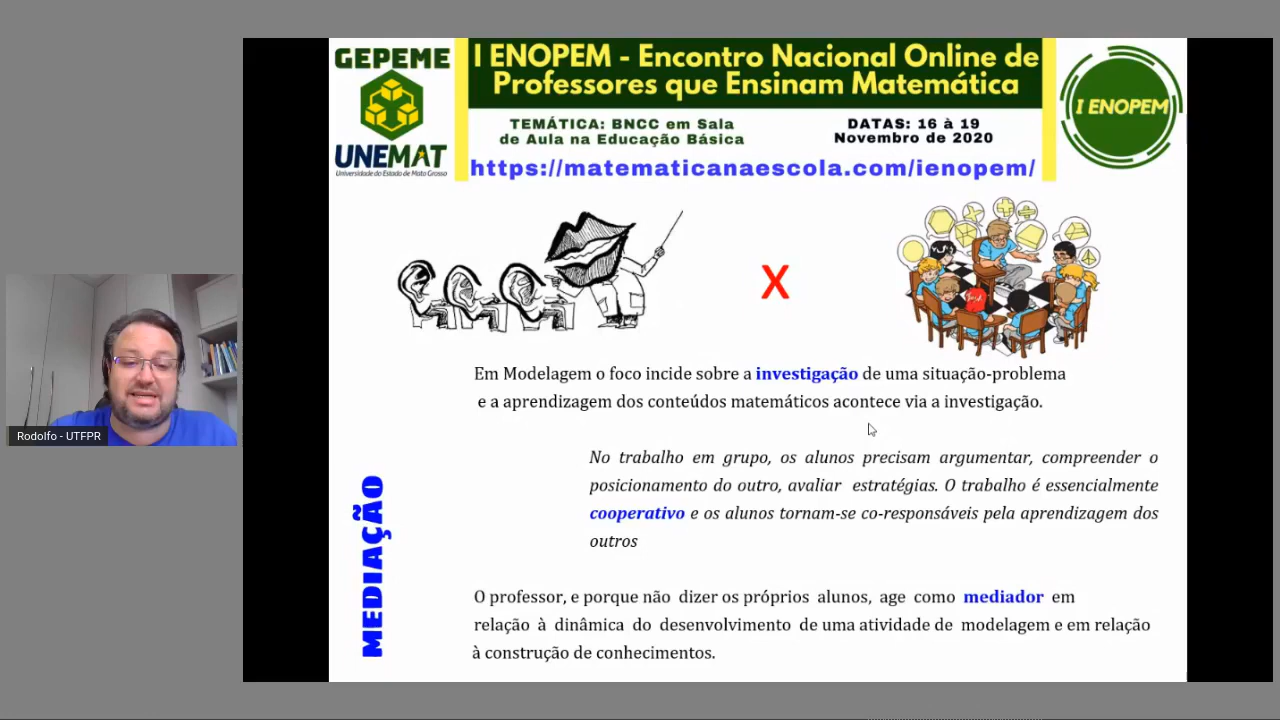 GEPEME
UNEMAT
Universidade do Estado de Mato Grosso
I ENOPEM - Encontro Nacional Online de
Professores que Ensinam Matemática
TEMÁTICA: BNCC em Sala
de Aula na Educação Básica
DATAS: 16 à 19
Novembro de 2020
https://matematicanaescola.com/ienopem/
I ENOPEM
X
Em Modelagem o foco incide sobre a investigação de uma situação-problema
e a aprendizagem dos conteúdos matemáticos acontece via a investigação.
No trabalho em grupo, os alunos precisam argumentar, compreender o
posicionamento do outro, avaliar estratégias. O trabalho é essencialmente
cooperativo e os alunos tornam-se co-responsáveis pela aprendizagem dos
outros
MEDIAÇÃO
O professor, e porque não dizer os próprios alunos, age como mediador em
relação à dinâmica do desenvolvimento de uma atividade de modelagem e em relação
à construção de conhecimentos.
Rodolfo - UTFPR